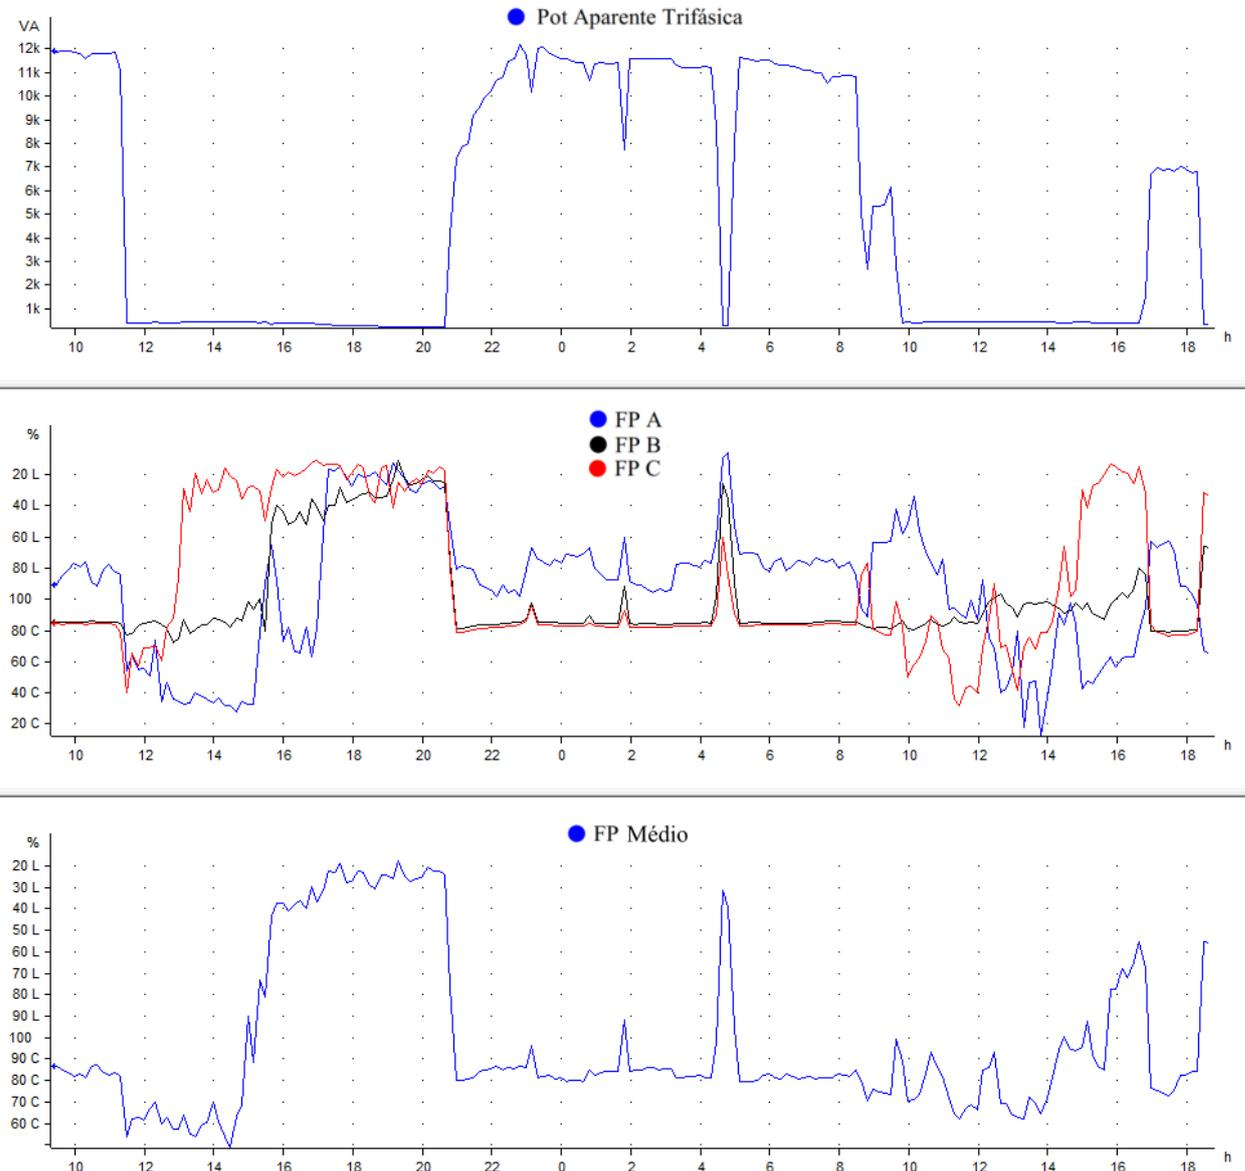 Pot Aparente Trifásica
VA
12k
11k
10k
9k
8k
7k
6k
5k
4k
3k
2k
1k
10 12 14 16 18 20 22 0 2 4 6 8 10 12 14 16 18 h
FP A
FP B
FP C
%
20 L
40 L
60 L
80 L
100
80 C
60 C
40 C
20 C
10 12 14 16 18 20 22 0 2 4 6 8 10 12 14 16 18 h
FP Médio
%
20 L
30 L
40 L
50 L
60 L
70 L
80 L
90 L
100
90 C
80 C
70 C
60 C
10 12 14 16 18 20 22 0 2 4 6 8 10 12 14 16 18 h